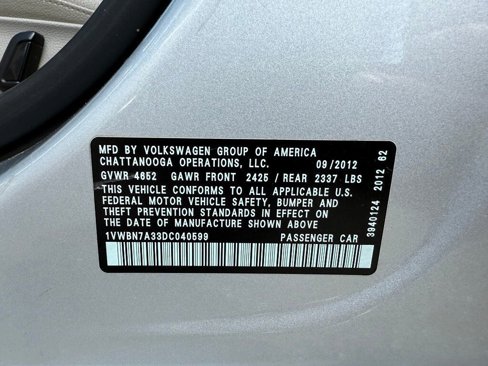 MFD BY VOLKSWAGEN GROUP OF AMERICA
CHATTANOOGA OPERATIONS, LLC. 09/2012
GVWR 4652 GAWR FRONT 2425 / REAR 2337 LBS
THIS VEHICLE CONFORMS TO ALL APPLICABLE U.S.
FEDERAL MOTOR VEHICLE SAFETY, BUMPER AND
THEFT PREVENTION STANDARDS IN EFFECT ON
THE DATE OF MANUFACTURE SHOWN ABOVE.
1VWBN7A33DC040599 PASSENGER CAR
3940124 2012 62